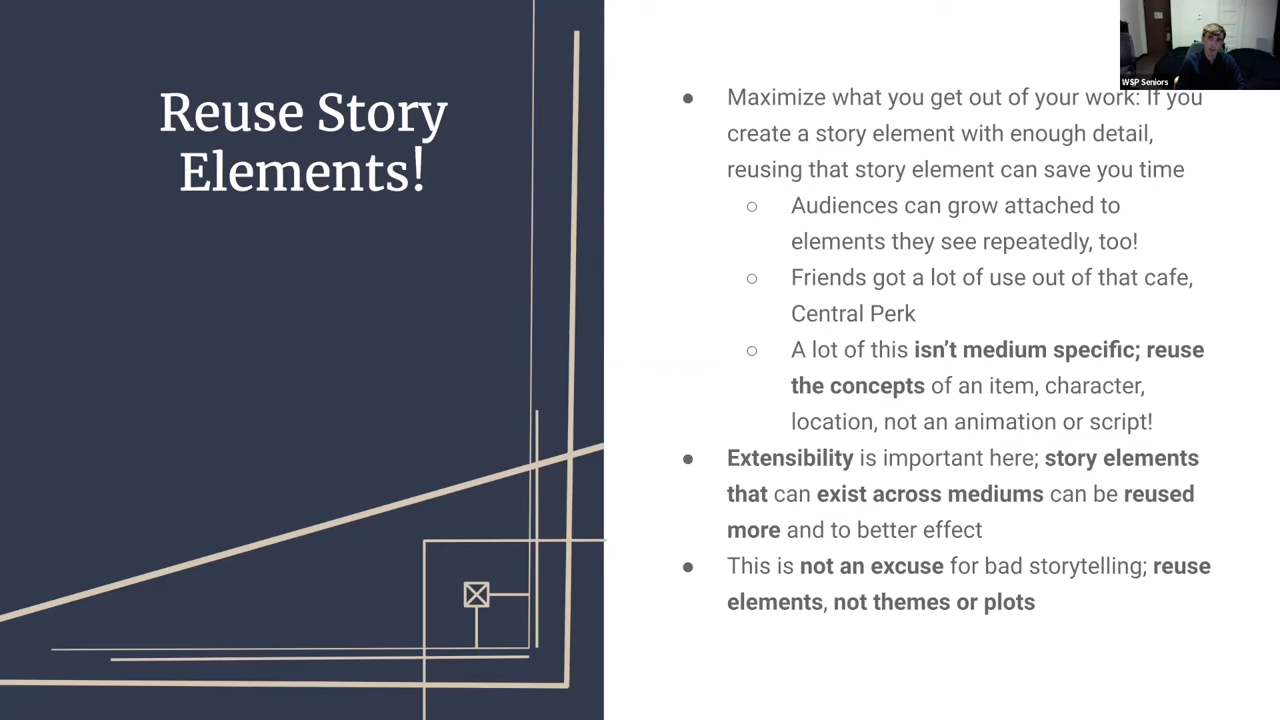 Reuse Story
Elements!
WSP Seniors
● Maximize what you get out of your work: If you
create a story element with enough detail,
reusing that story element can save you time
○ Audiences can grow attached to
elements they see repeatedly, too!
○ Friends got a lot of use out of that cafe,
Central Perk
○ A lot of this isn’t medium specific; reuse
the concepts of an item, character,
location, not an animation or script!
● Extensibility is important here; story elements
that can exist across mediums can be reused
more and to better effect
● This is not an excuse for bad storytelling; reuse
elements, not themes or plots